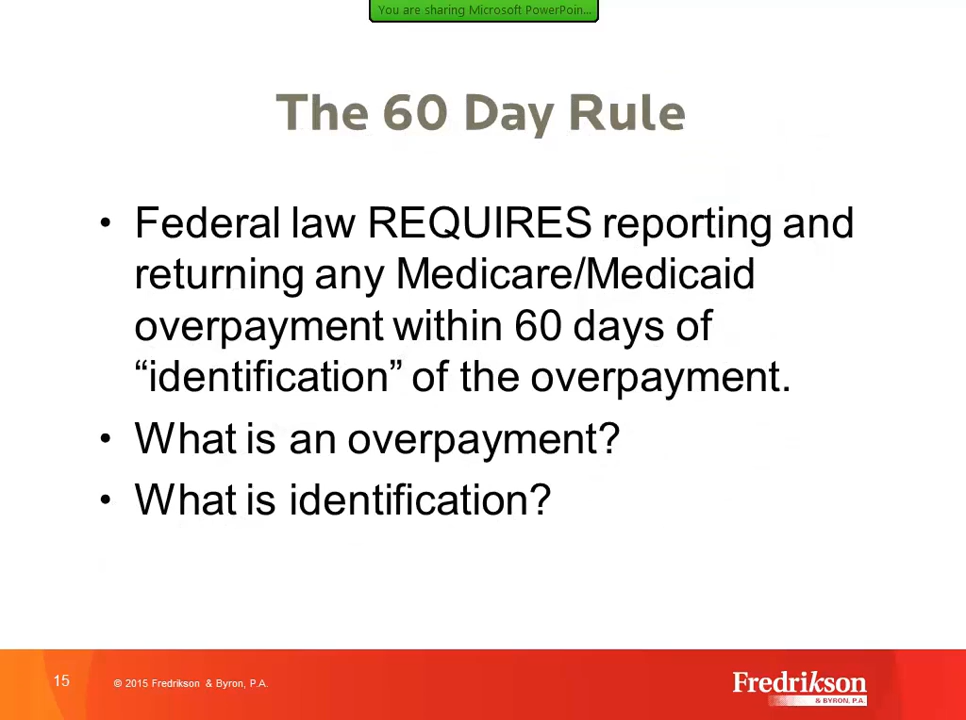 You are sharing Microsoft PowerPoin...
The 60 Day Rule
• Federal law REQUIRES reporting and
returning any Medicare/Medicaid
overpayment within 60 days of
“identification” of the overpayment.
• What is an overpayment?
• What is identification?
15
© 2015 Fredrikson & Byron, P.A.
Fredrikson
& BYRON, P.A.